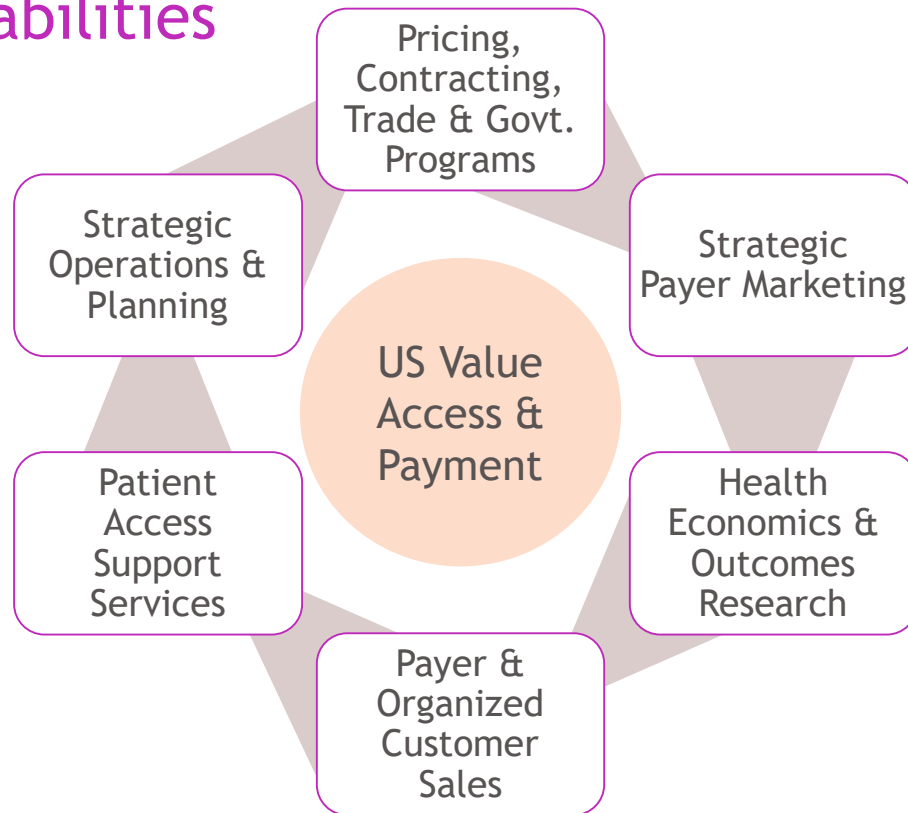 abilities
Pricing,
Contracting,
Trade & Govt.
Programs
Strategic
Payer Marketing
Health
Economics &
Outcomes
Research
Payer &
Organized
Customer
Sales
Patient
Access
Support
Services
Strategic
Operations &
Planning
US Value
Access &
Payment